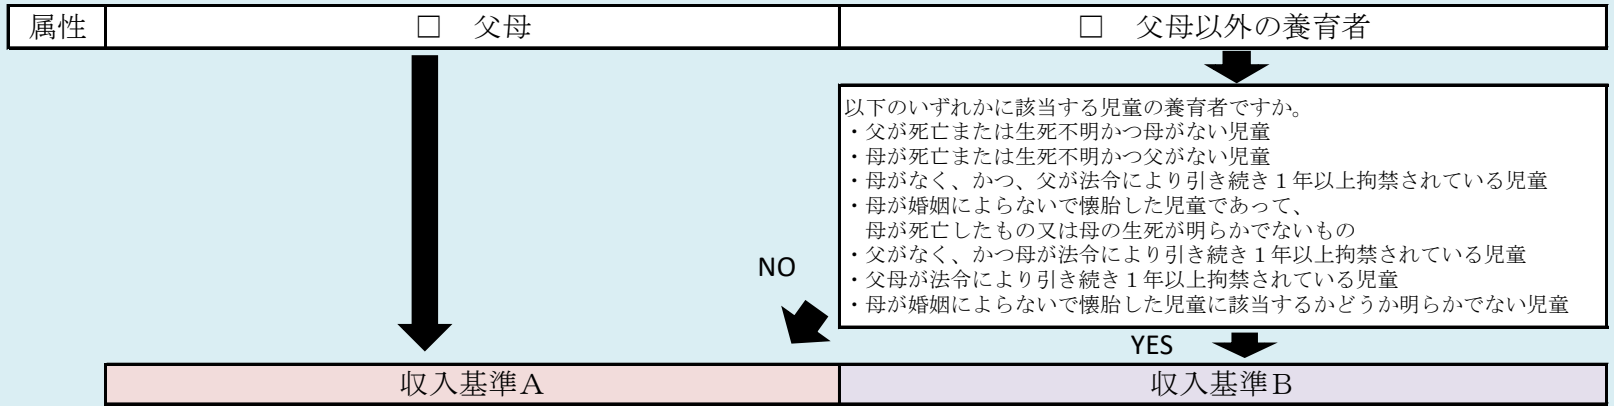 属性
□ 父母
□ 父母以外の養育者
以下のいずれかに該当する児童の養育者ですか。
・父が死亡または生死不明かつ母がない児童
・母が死亡または生死不明かつ父がない児童
・母がなく、かつ、父が法令により引き続き１年以上拘禁されている児童
・母が婚姻によらないで懐胎した児童であって、
母が死亡したもの又は母の生死が明らかでないもの
・父がなく、かつ母が法令により引き続き１年以上拘禁されている児童
・父母が法令により引き続き１年以上拘禁されている児童
・母が婚姻によらないで懐胎した児童に該当するかどうか明らかでない児童
NO
YES
収入基準A
収入基準B